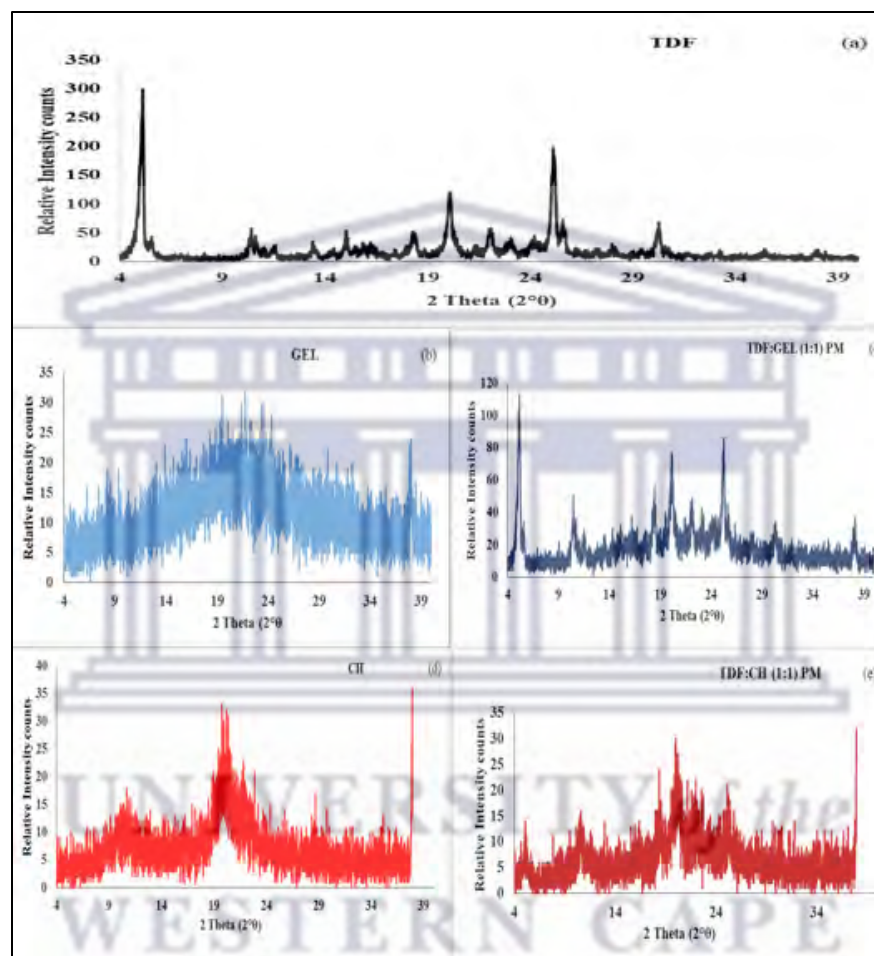 TDF (a)
Relative Intensity counts
350
300
250
200
150
100
50
0
4 9 14 19 24 29 34 39
2 Theta (2°θ)
GEL (b)
Relative Intensity counts
35
30
25
20
15
10
5
0
4 9 14 19 24 29 34 39
2 Theta (2°θ
TDF:GEL (1:1) PM
Relative Intensity counts
120
100
80
60
40
20
0
4 9 14 19 24 29 34 39
2 Theta (2°θ)
CH (d)
Relative Intensity counts
40
35
30
25
20
15
10
5
0
4 9 14 19 24 29 34 39
2 Theta (2°θ)
TDF:CH (1:1) PM (e)
Relative Intensity counts
35
30
25
20
15
10
5
0
4 14 24 34
2 Theta (2°θ)
UNIVERSITY of the
WESTERN CAPE